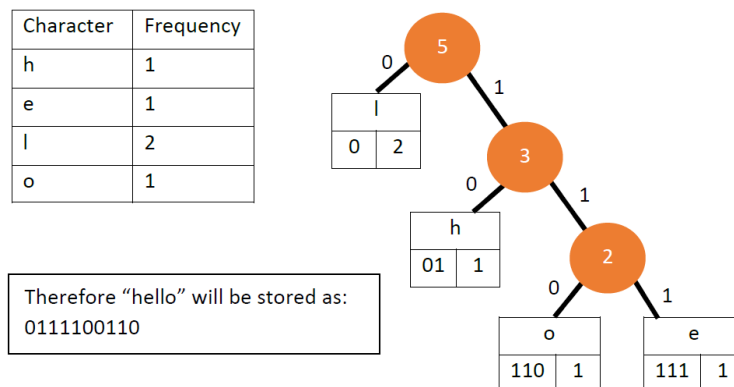 Character Frequency
h 1
e 1
l 2
o 1
5
0 1
l
0 2
3
0 1
h
01 1
2
0 1
o
110 1
e
111 1
Therefore “hello” will be stored as:
0111100110